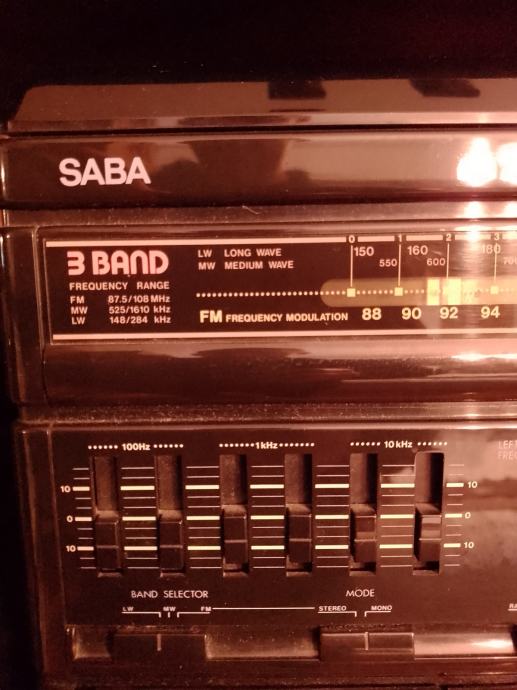 SABA
3 BAND
FREQUENCY RANGE
FM 87.5/108 MHz
MW 525/1610 kHz
LW 148/284 kHz
LW LONG WAVE
MW MEDIUM WAVE
0 1 2 3
150 160 180
550 600
FM FREQUENCY MODULATION 88 90 92 94
100Hz 1kHz 10kHz
LEFT
10 10
0 0
10 10
BAND SELECTOR MODE
LW MW FM STEREO MONO